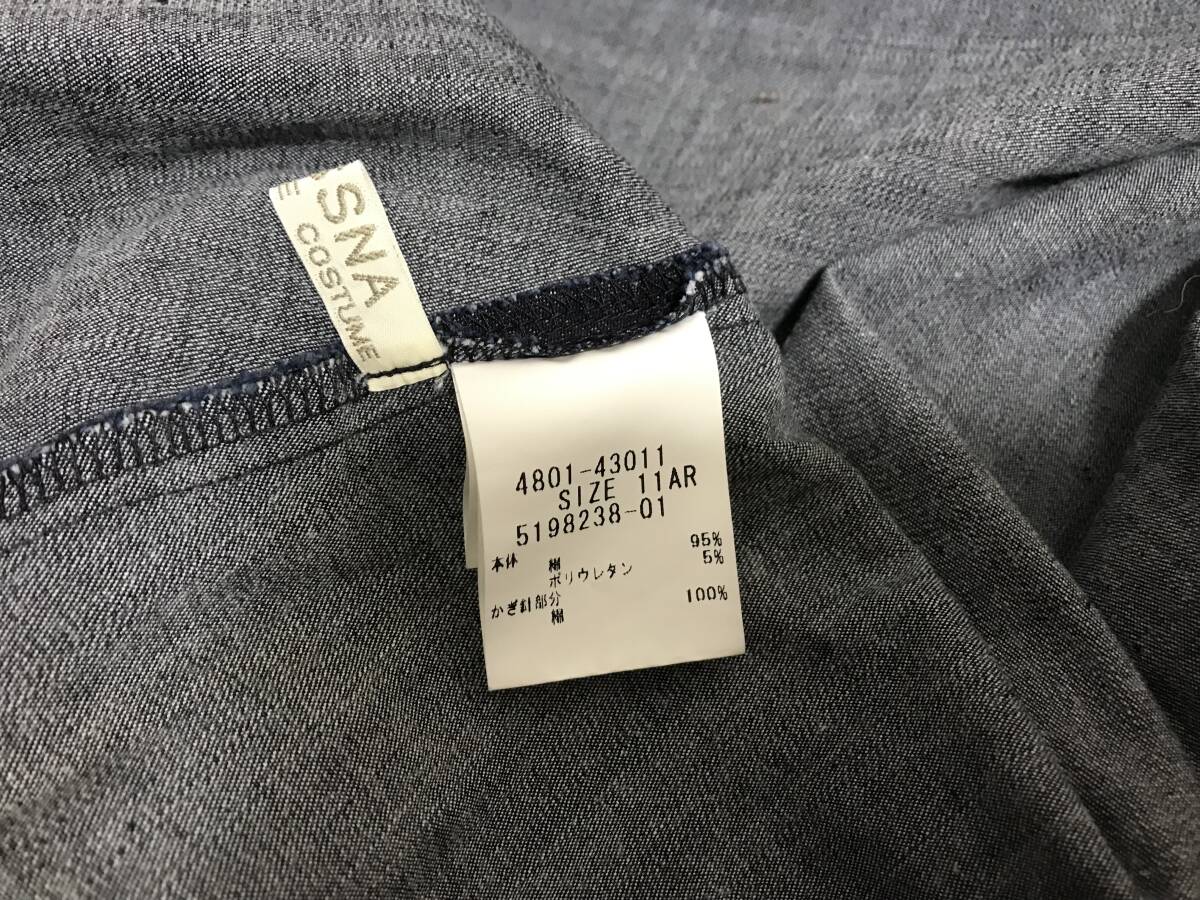 SNA
E COSTUME
4801-43011
SIZE 11AR
5198238-01
本体 綿 95%
ポリウレタン 5%
かぎ針部分
綿 100%